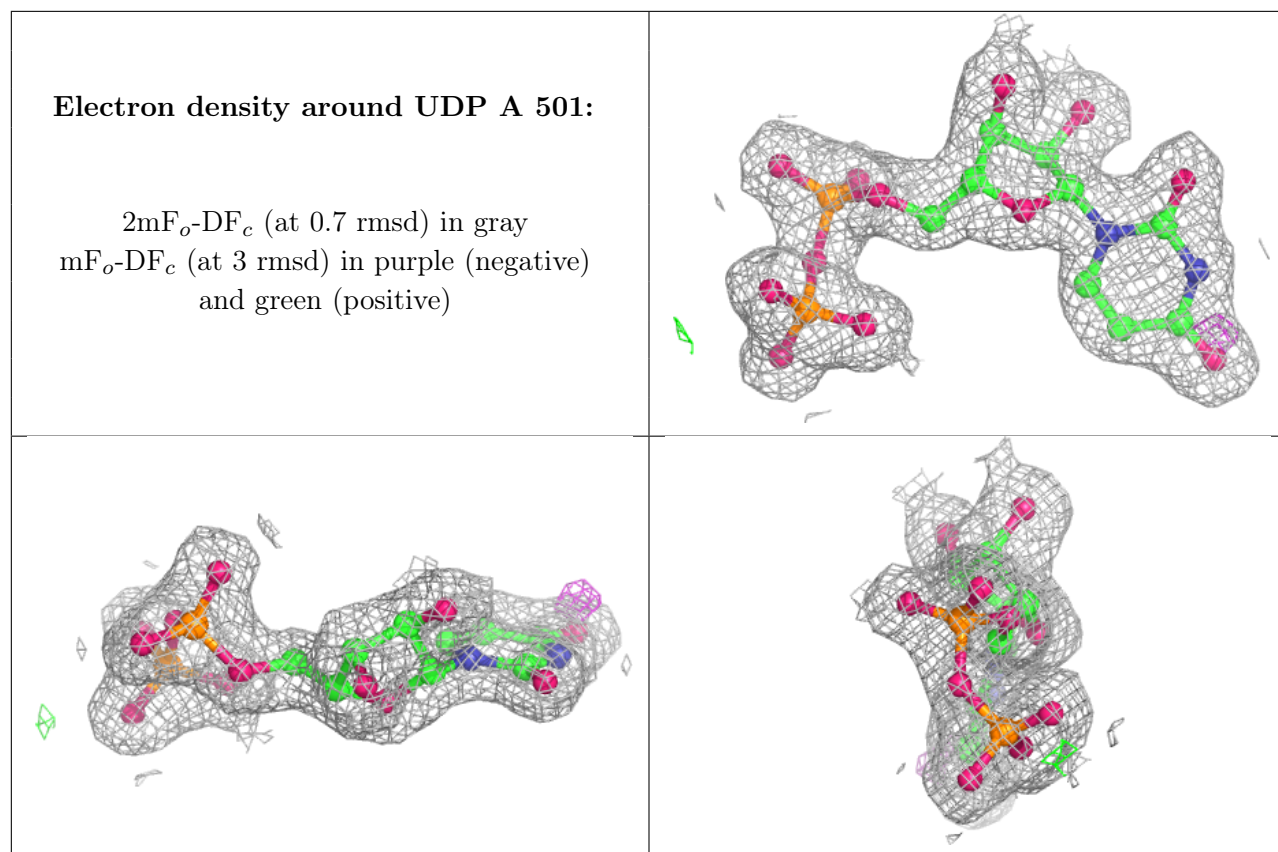 Electron density around UDP A 501:
2mFo-DFc (at 0.7 rmsd) in gray
mFo-DFc (at 3 rmsd) in purple (negative)
and green (positive)